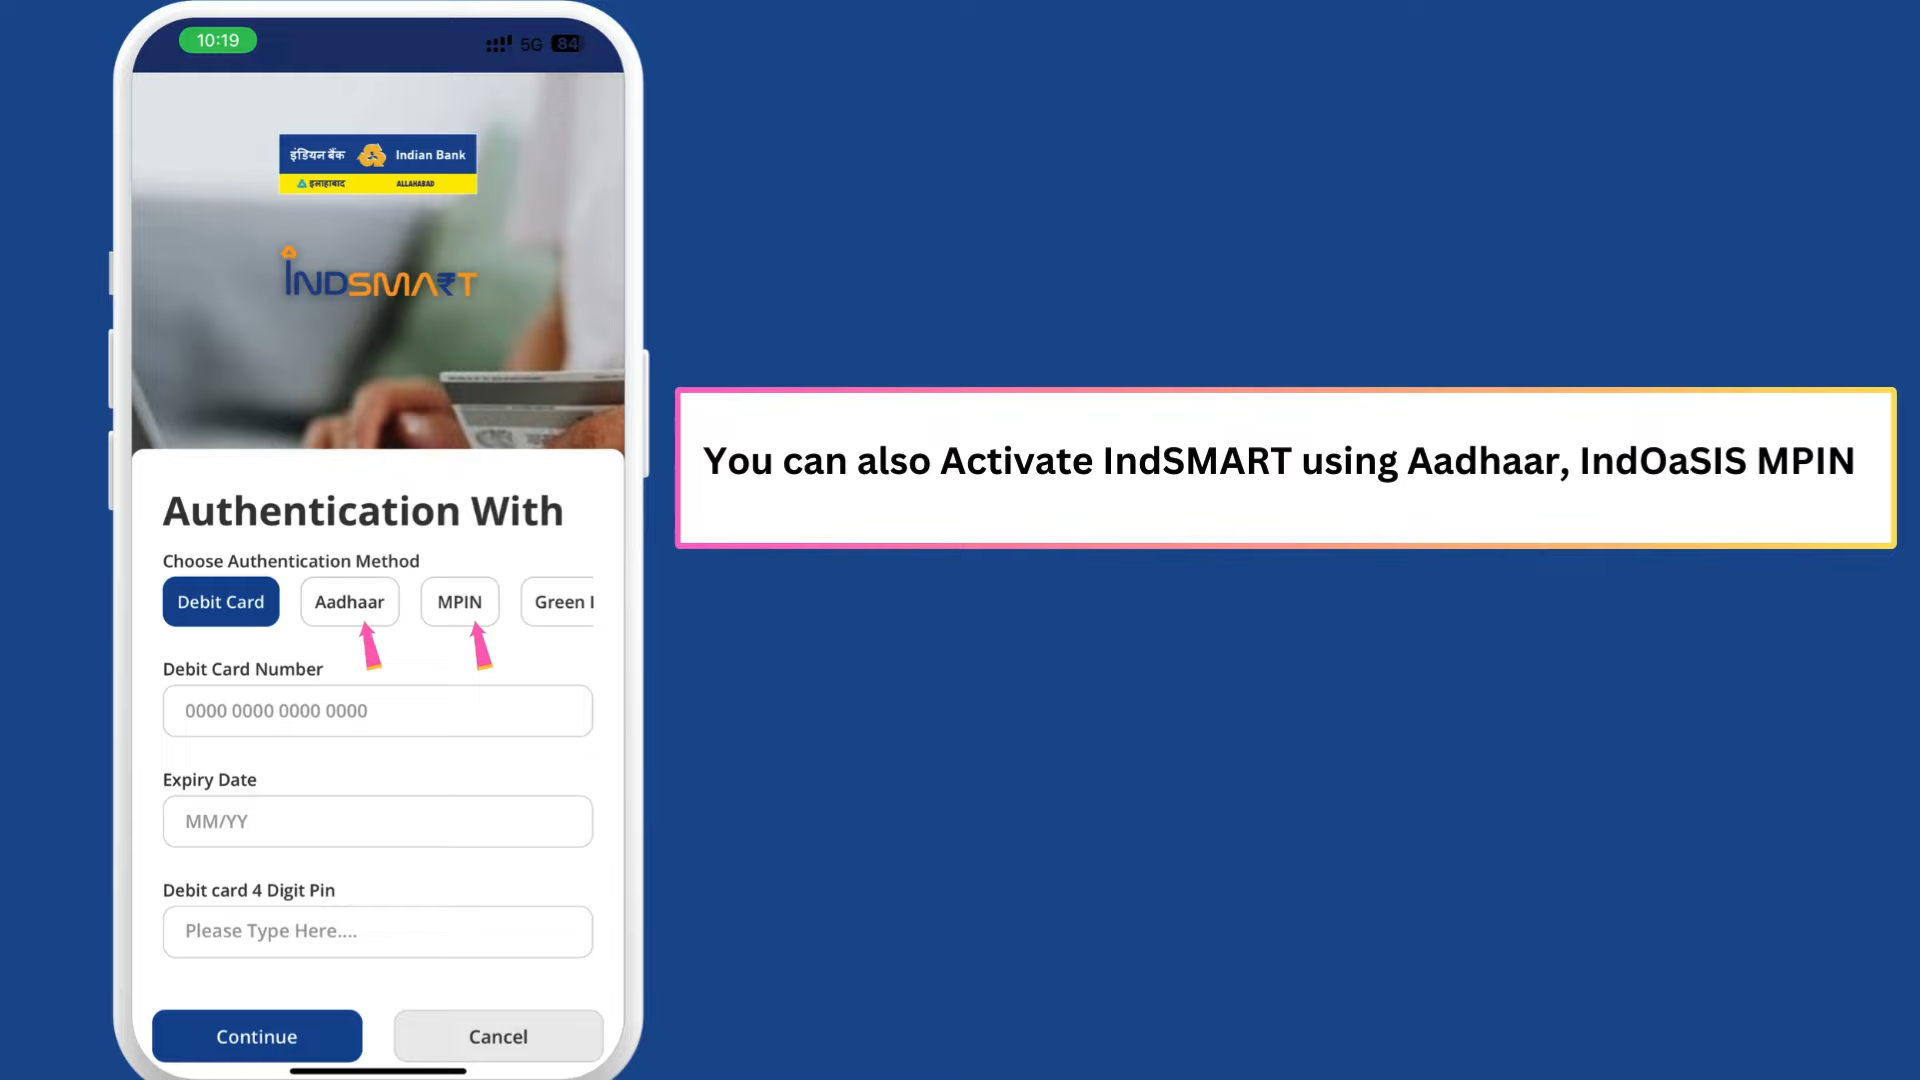 10:19
5G 84
इंडियन बैंक Indian Bank
इलाहाबाद ALLAHABAD
INDSMART
Authentication With
Choose Authentication Method
Debit Card Aadhaar MPIN Green
Debit Card Number
0000 0000 0000 0000
Expiry Date
MM/YY
Debit card 4 Digit Pin
Please Type Here....
Continue Cancel
You can also Activate IndSMART using Aadhaar, IndOaSIS MPIN